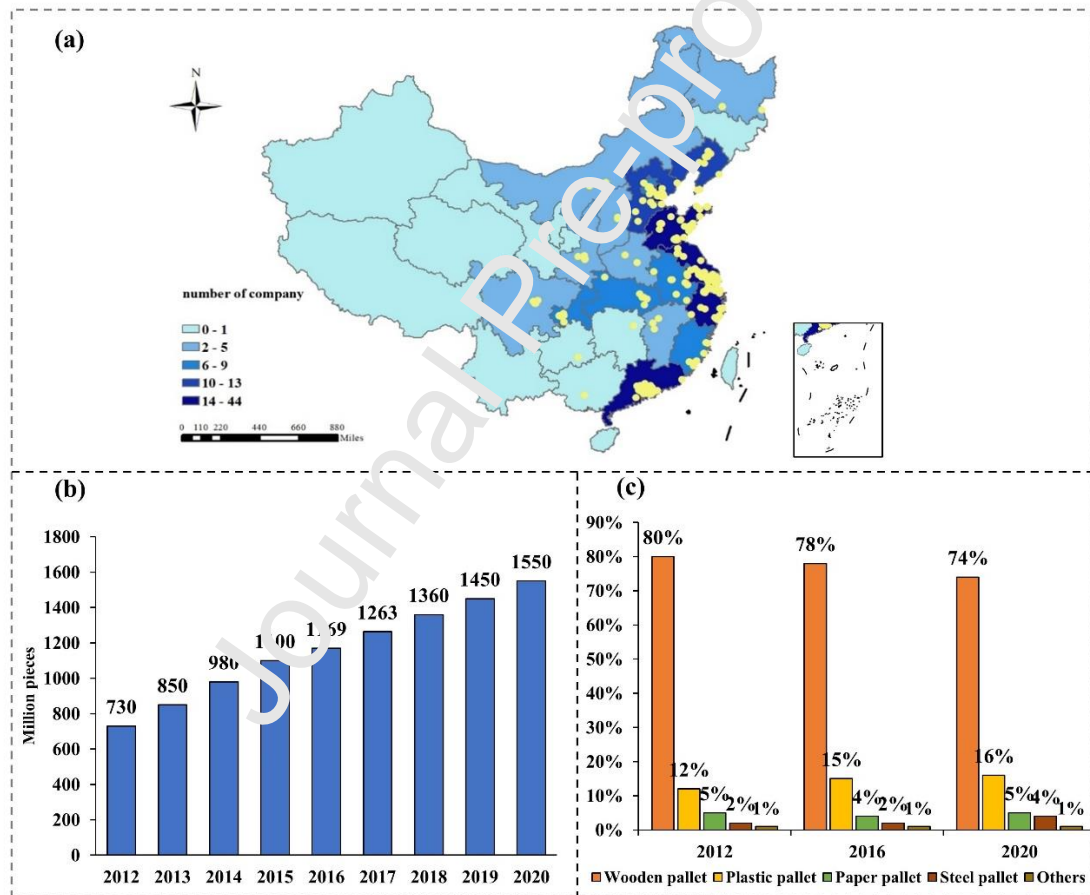 (a)
N
number of company
0 - 1
2 - 5
6 - 9
10 - 13
14 - 44
0 110 220 440 660 880
Miles
Journal Pre-pro
(b)
Million pieces
1800
1600
1400
1200
1000
800
600
400
200
0
730
850
980
1100
1169
1263
1360
1450
1550
2012 2013 2014 2015 2016 2017 2018 2019 2020
(c)
90%
80%
70%
60%
50%
40%
30%
20%
10%
0%
80%
12%
5%
2%
1%
78%
15%
4%
2%
1%
74%
16%
5%
4%
1%
2012 2016 2020
Wooden pallet Plastic pallet Paper pallet Steel pallet Others